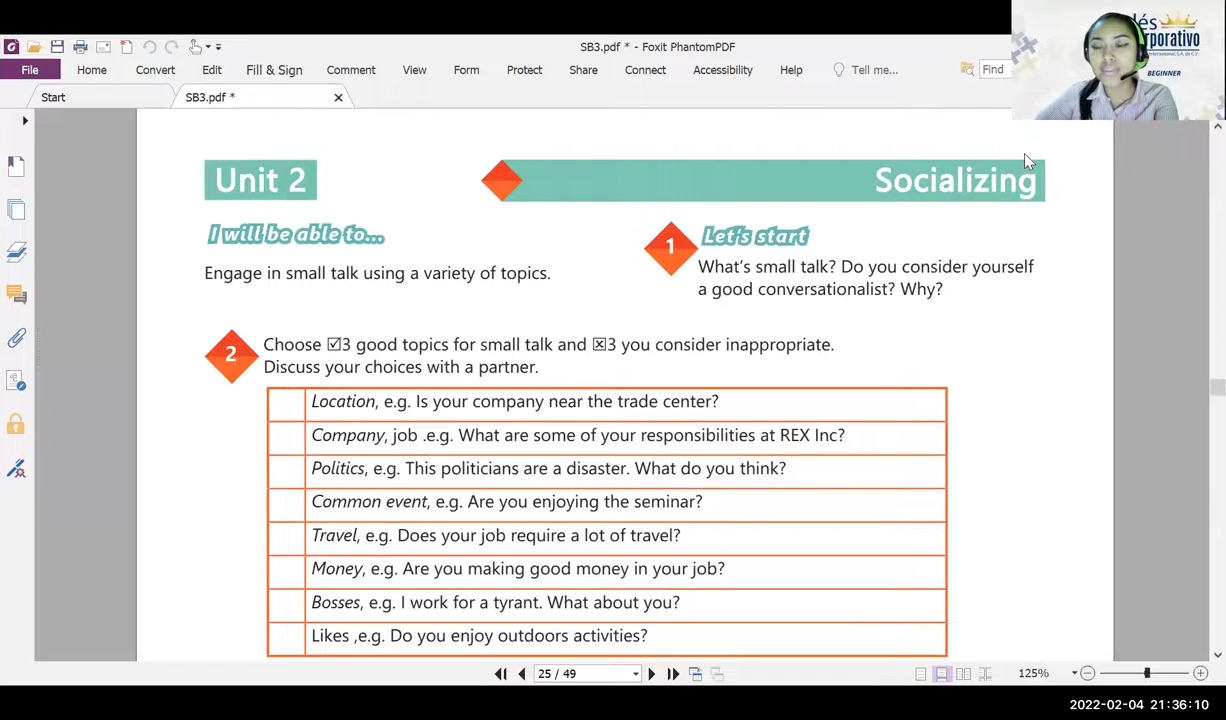 SB3.pdf * - Foxit PhantomPDF
File Home Convert Edit Fill & Sign Comment View Form Protect Share Connect Accessibility Help Tell me... Find
Start SB3.pdf *
lés
rporativo
International, S.A. de C.V.
BEGINNER
Unit 2
Socializing
I will be able to...
Engage in small talk using a variety of topics.
1
Let's start
What's small talk? Do you consider yourself
a good conversationalist? Why?
2
Choose ☑3 good topics for small talk and ☒3 you consider inappropriate.
Discuss your choices with a partner.
Location, e.g. Is your company near the trade center?
Company, job .e.g. What are some of your responsibilities at REX Inc?
Politics, e.g. This politicians are a disaster. What do you think?
Common event, e.g. Are you enjoying the seminar?
Travel, e.g. Does your job require a lot of travel?
Money, e.g. Are you making good money in your job?
Bosses, e.g. I work for a tyrant. What about you?
Likes ,e.g. Do you enjoy outdoors activities?
25 / 49
125%
2022-02-04 21:36:10